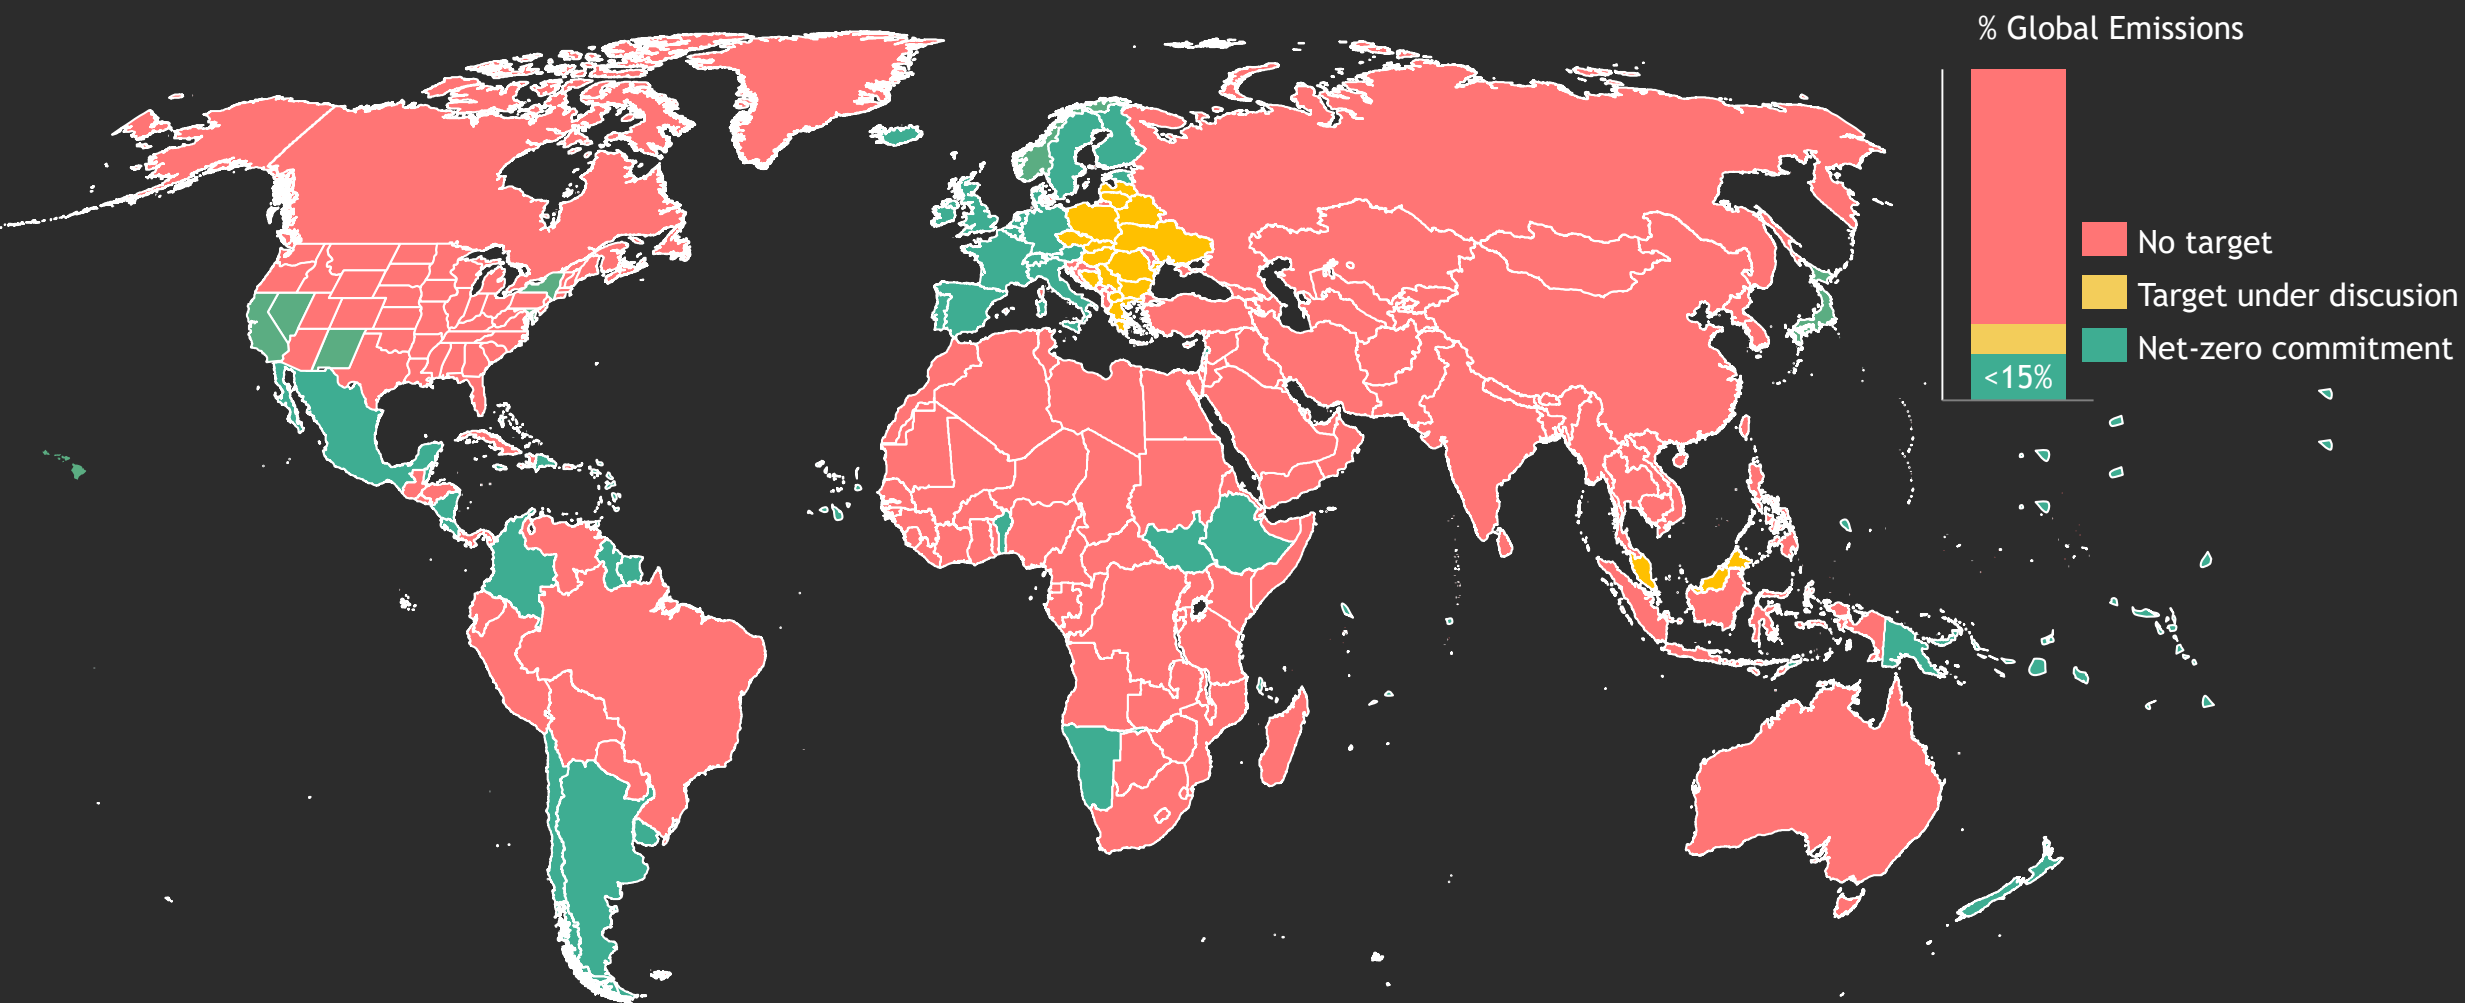 % Global Emissions
No target
Target under discusion
Net-zero commitment
<15%